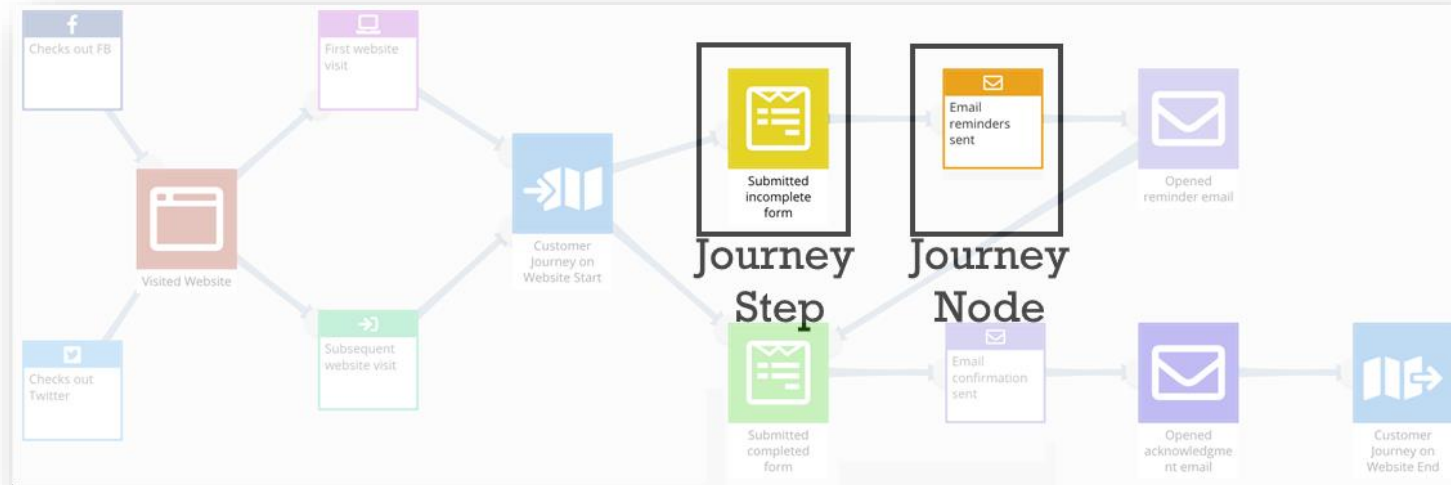 Checks out FB
First website
visit
Submitted
incomplete
form
Email
reminders
sent
Opened
reminder email
Journey
Step
Journey
Node
Visited Website
Customer
Journey on
Website Start
Checks out
Twitter
Subsequent
website visit
Submitted
completed
form
Email
confirmation
sent
Opened
acknowledgme
nt email
Customer
Journey on
Website End